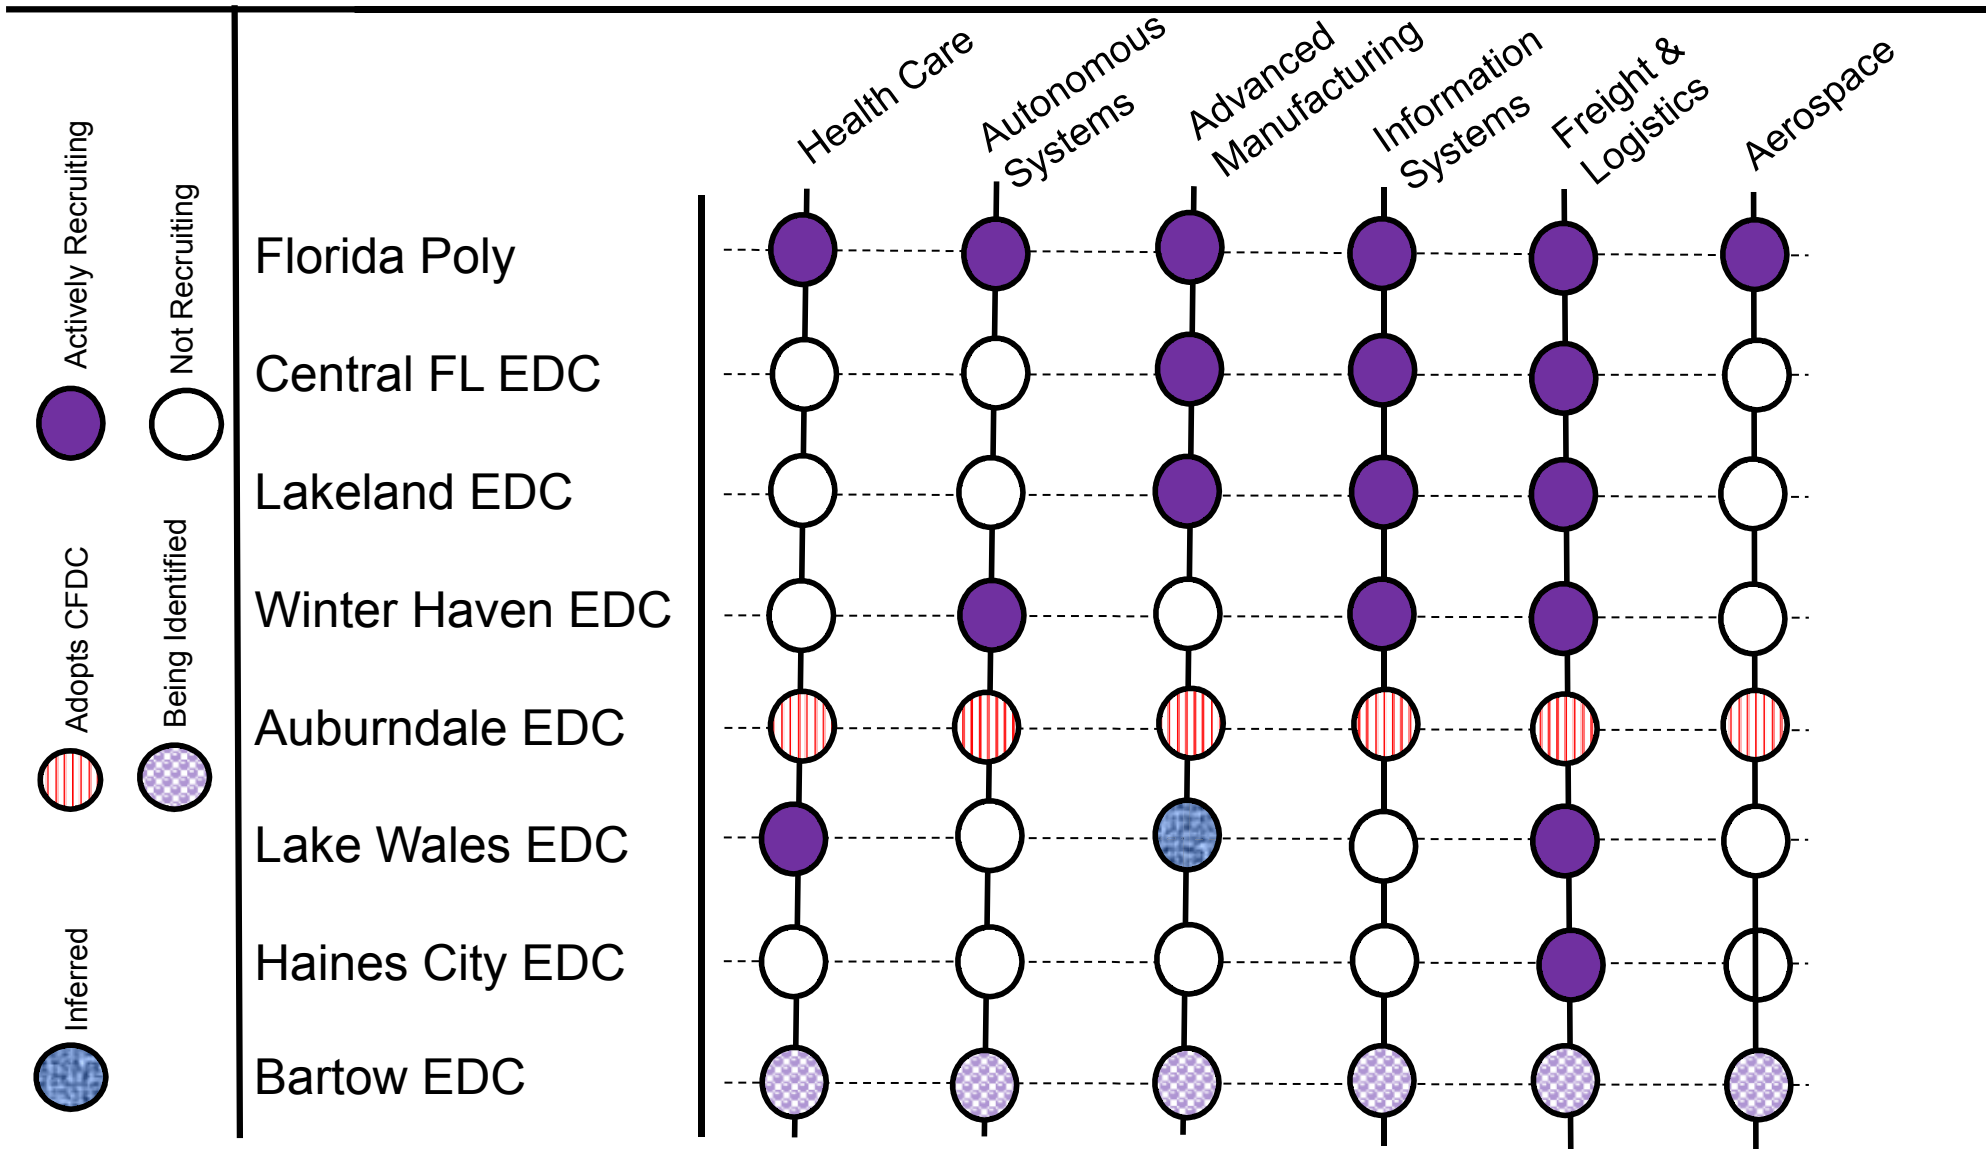 Health Care
Autonomous
Systems
Advanced
Manufacturing
Information
Systems
Freight &
Logistics
Aerospace
Actively Recruiting
Not Recruiting
Adopts CFDC
Being Identified
Inferred
Florida Poly
Central FL EDC
Lakeland EDC
Winter Haven EDC
Auburndale EDC
Lake Wales EDC
Haines City EDC
Bartow EDC